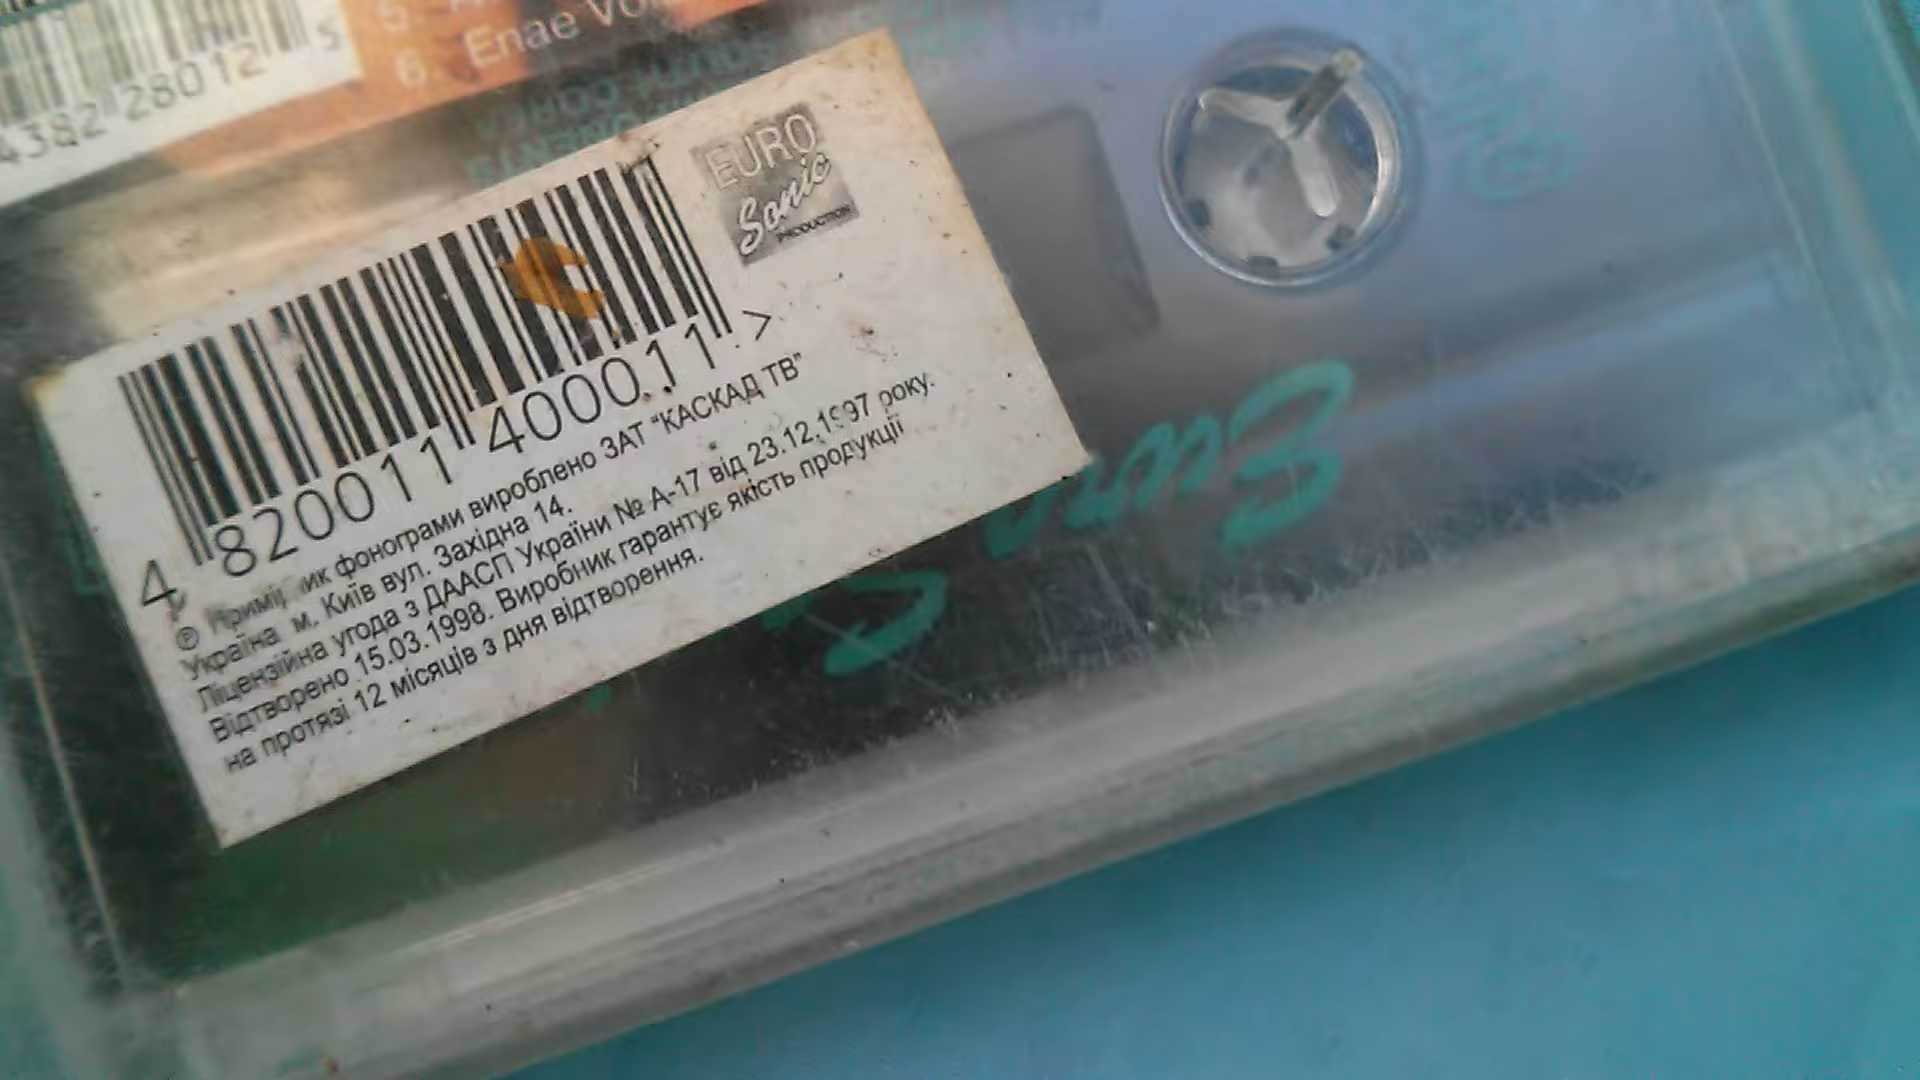 4382 28012 5
5.
6. Enae
EURO
Sonic
PRODUCTION
4 820011 400011 >
℗ Примірник фонограми вироблено ЗАТ “КАСКАД ТВ”
Україна м. Київ вул. Західна 14.
Ліцензійна угода з ДААСП України № А-17 від 23.12.1997 року.
Відтворено 15.03.1998. Виробник гарантує якість продукції
на протязі 12 місяців з дня відтворення.